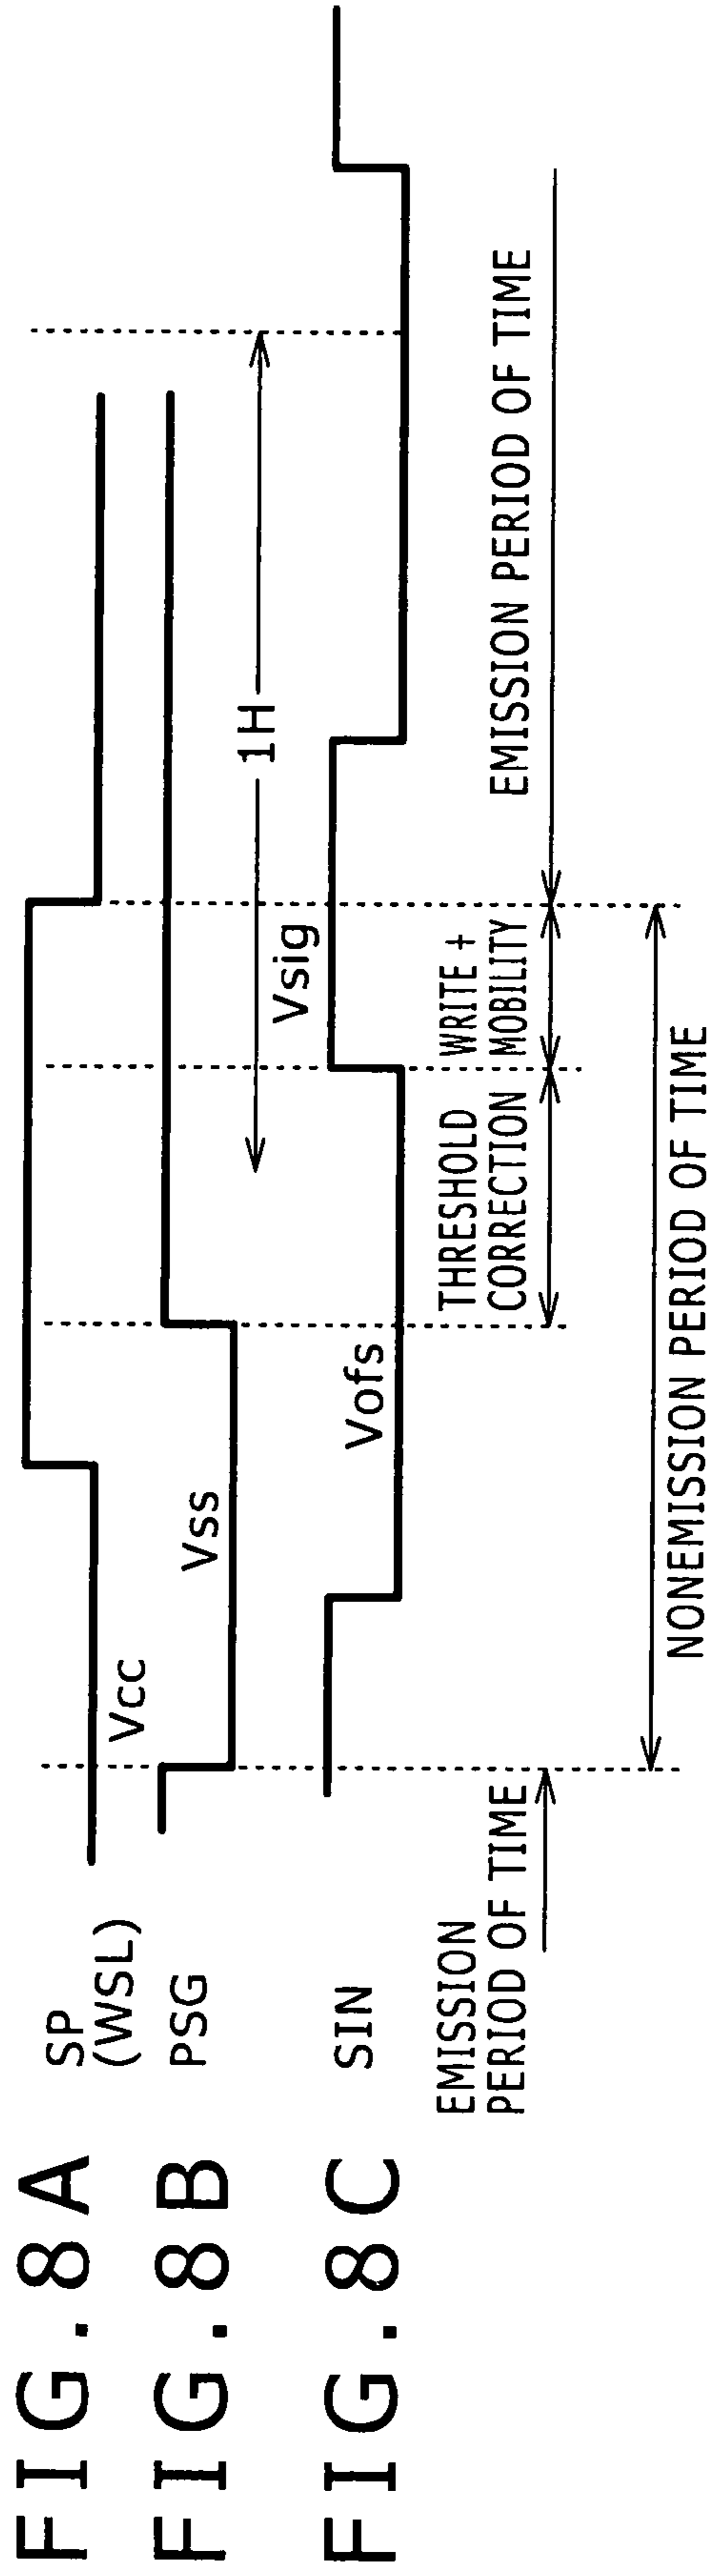 FIG.8A
SP
(WSL)
FIG.8B
PSG
Vcc
Vss
1H
FIG.8C
SIN
Vofs
Vsig
EMISSION
PERIOD OF TIME
THRESHOLD
CORRECTION
WRITE +
MOBILITY
EMISSION PERIOD OF TIME
NONEMISSION PERIOD OF TIME